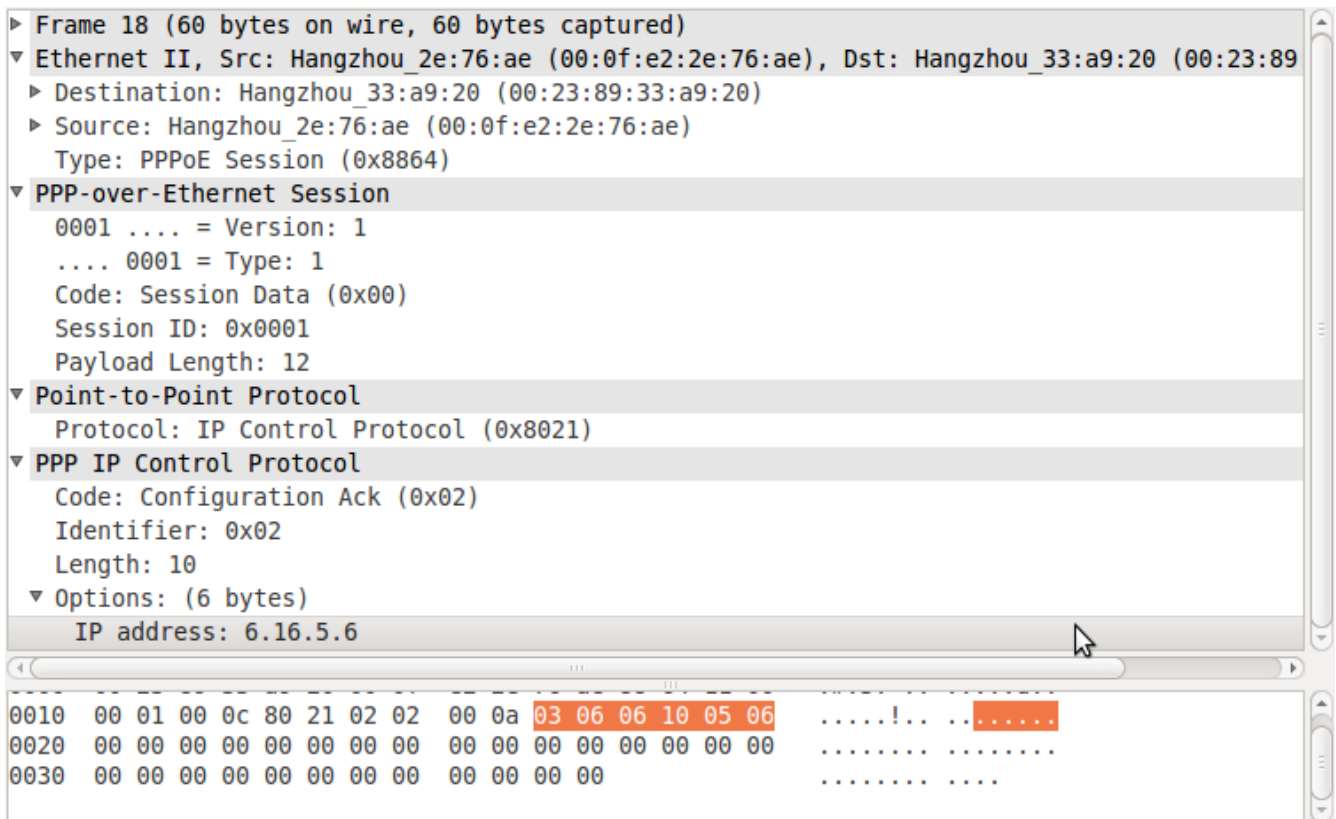 Frame 18 (60 bytes on wire, 60 bytes captured)
Ethernet II, Src: Hangzhou_2e:76:ae (00:0f:e2:2e:76:ae), Dst: Hangzhou_33:a9:20 (00:23:89
Destination: Hangzhou_33:a9:20 (00:23:89:33:a9:20)
Source: Hangzhou_2e:76:ae (00:0f:e2:2e:76:ae)
Type: PPPoE Session (0x8864)
PPP-over-Ethernet Session
0001 .... = Version: 1
.... 0001 = Type: 1
Code: Session Data (0x00)
Session ID: 0x0001
Payload Length: 12
Point-to-Point Protocol
Protocol: IP Control Protocol (0x8021)
PPP IP Control Protocol
Code: Configuration Ack (0x02)
Identifier: 0x02
Length: 10
Options: (6 bytes)
IP address: 6.16.5.6
0010 00 01 00 0c 80 21 02 02 00 0a 03 06 06 10 05 06 .....!.. ........
0020 00 00 00 00 00 00 00 00 00 00 00 00 00 00 00 00 ........ ........
0030 00 00 00 00 00 00 00 00 00 00 00 00 ........ ....